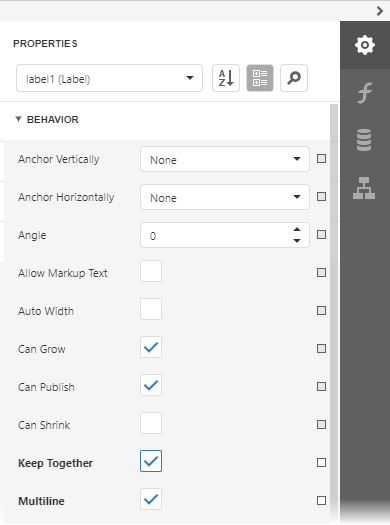 PROPERTIES
label1 (Label)
A
Z
BEHAVIOR
Anchor Vertically None
Anchor Horizontally None
Angle 0
Allow Markup Text
Auto Width
Can Grow
Can Publish
Can Shrink
Keep Together
Multiline